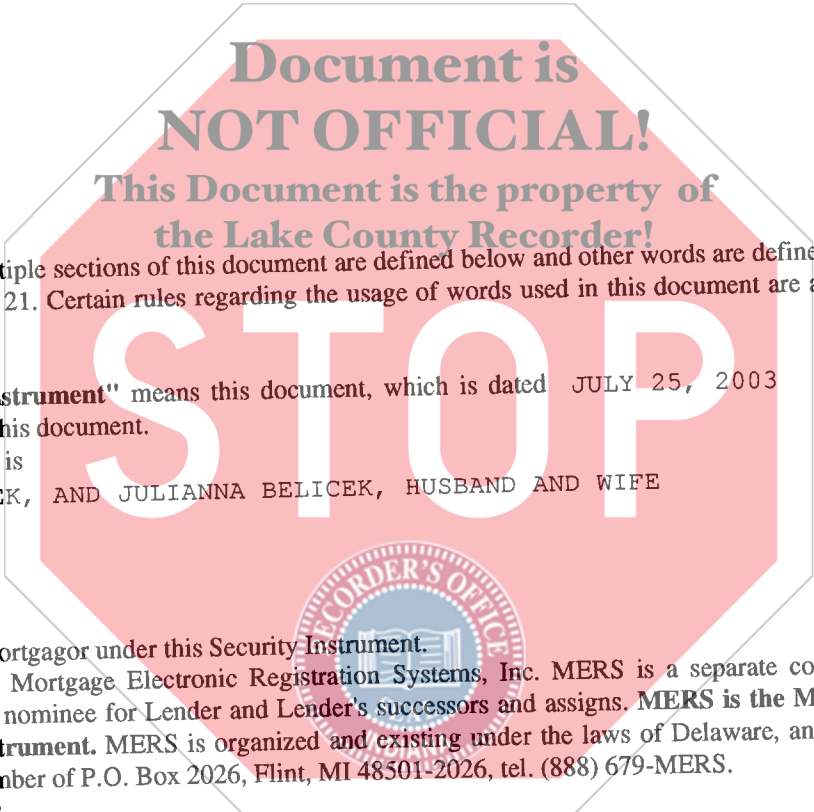 Document is
NOT OFFICIAL!
This Document is the property of
the Lake County Recorder!
tiple sections of this document are defined below and other words are define
21. Certain rules regarding the usage of words used in this document are a
STOP
strument" means this document, which is dated JULY 25, 2003
his document.
is
EK, AND JULIANNA BELICEK, HUSBAND AND WIFE
RECORDER'S OFFICE
ortgagor under this Security Instrument.
Mortgage Electronic Registration Systems, Inc. MERS is a separate co
nominee for Lender and Lender's successors and assigns. MERS is the M
trument. MERS is organized and existing under the laws of Delaware, an
mber of P.O. Box 2026, Flint, MI 48501-2026, tel. (888) 679-MERS.
INDIANA